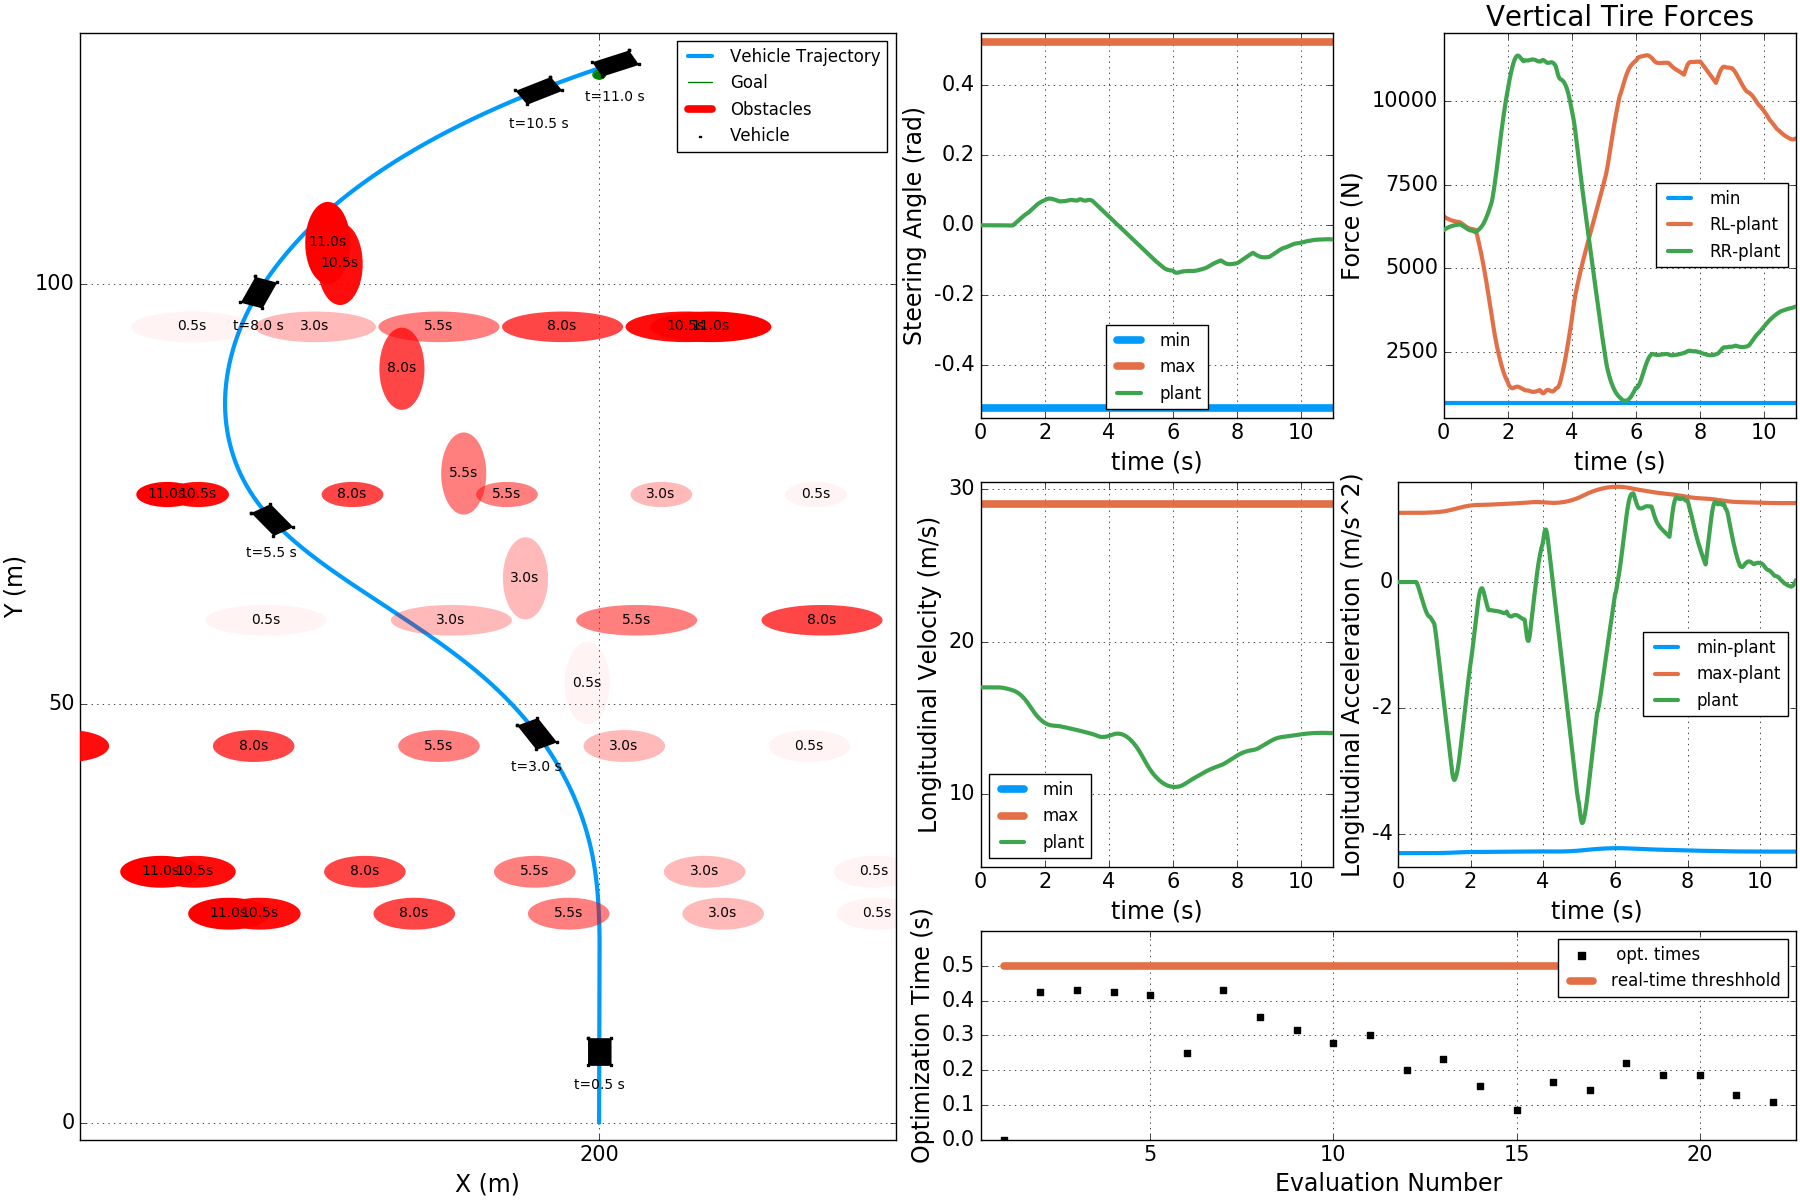 Vehicle Trajectory
Goal
Obstacles
Vehicle
t=11.0 s
t=10.5 s
11.0s
10.5s
100
0.5s
t=8.0 s
3.0s
5.5s
8.0s
10.5s
11.0s
8.0s
5.5s
11.0s
10.5s
8.0s
5.5s
3.0s
0.5s
t=5.5 s
3.0s
0.5s
3.0s
5.5s
8.0s
0.5s
50
8.0s
5.5s
3.0s
0.5s
t=3.0 s
11.0s
10.5s
8.0s
5.5s
3.0s
0.5s
11.0s
10.5s
8.0s
5.5s
3.0s
0.5s
t=0.5 s
0
200
X (m)
Y (m)
Steering Angle (rad)
0.4
0.2
0.0
-0.2
-0.4
min
max
plant
0 2 4 6 8 10
time (s)
Vertical Tire Forces
Force (N)
10000
7500
5000
2500
min
RL-plant
RR-plant
0 2 4 6 8 10
time (s)
Longitudinal Velocity (m/s)
30
20
10
min
max
plant
0 2 4 6 8 10
time (s)
Longitudinal Acceleration (m/s^2)
0
-2
-4
min-plant
max-plant
plant
0 2 4 6 8 10
time (s)
Optimization Time (s)
0.5
0.4
0.3
0.2
0.1
0.0
opt. times
real-time threshhold
5 10 15 20
Evaluation Number